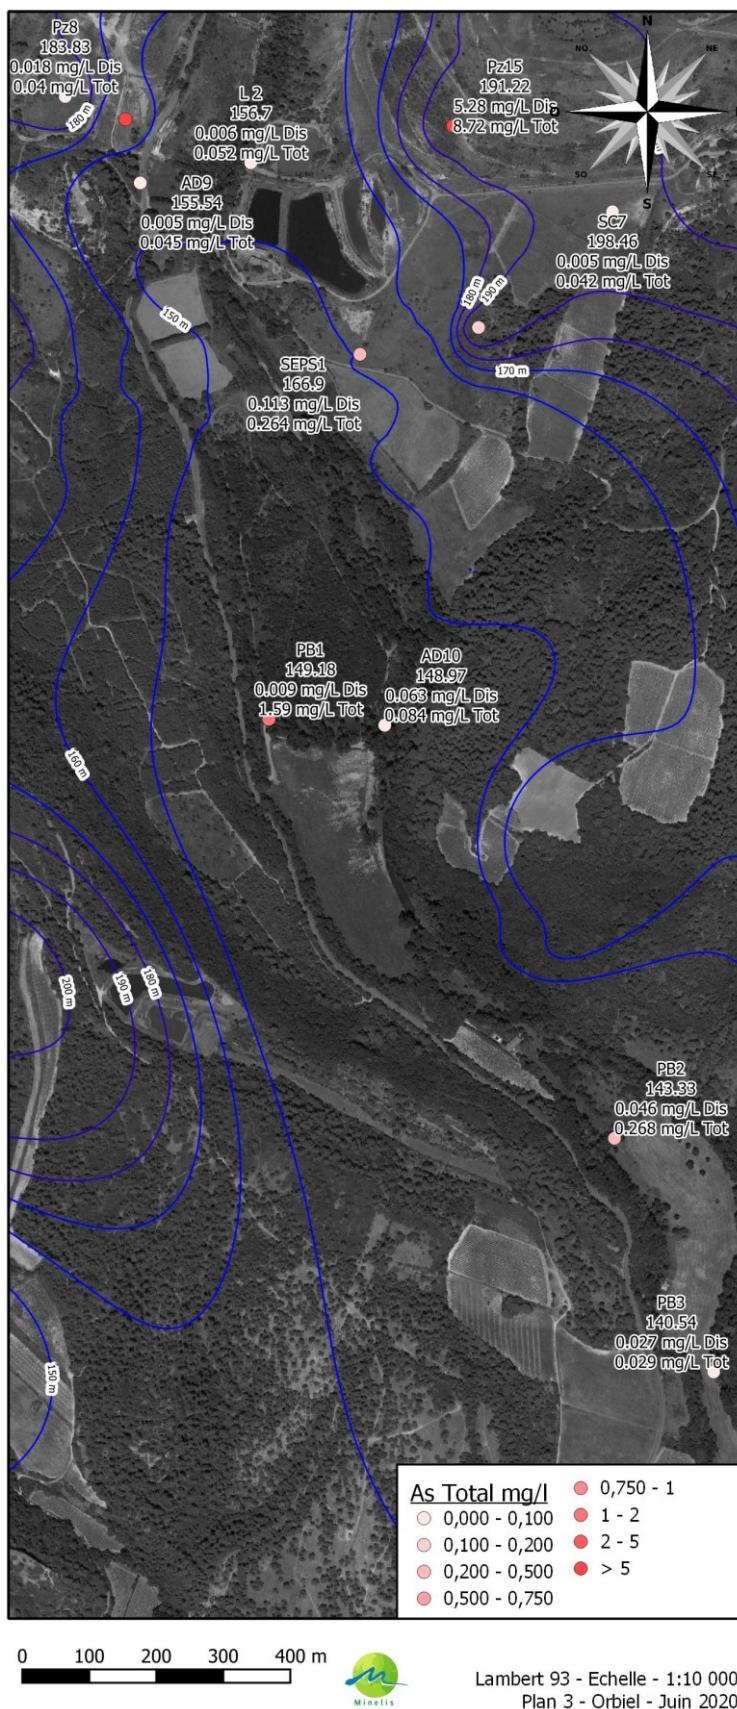 Pz8
183.83
0.018 mg/L Dis
0.04 mg/L Tot
180 m
L 2
156.7
0.006 mg/L Dis
0.052 mg/L Tot
Pz15
191.22
5.28 mg/L Dis
8.72 mg/L Tot
N
NO
NE
SO
S
AD9
155.54
0.005 mg/L Dis
0.045 mg/L Tot
SC7
198.46
0.005 mg/L Dis
0.042 mg/L Tot
150 m
180 m
190 m
170 m
SEPS1
166.9
0.113 mg/L Dis
0.264 mg/L Tot
PB1
149.18
0.009 mg/L Dis
1.59 mg/L Tot
AD10
148.97
0.063 mg/L Dis
0.084 mg/L Tot
160 m
200 m
190 m
180 m
PB2
143.33
0.046 mg/L Dis
0.268 mg/L Tot
PB3
140.54
0.027 mg/L Dis
0.029 mg/L Tot
150 m
As Total mg/l
0,000 - 0,100
0,100 - 0,200
0,200 - 0,500
0,500 - 0,750
0,750 - 1
1 - 2
2 - 5
> 5
0 100 200 300 400 m
Minelis
Lambert 93 - Echelle - 1:10 000
Plan 3 - Orbiel - Juin 2020